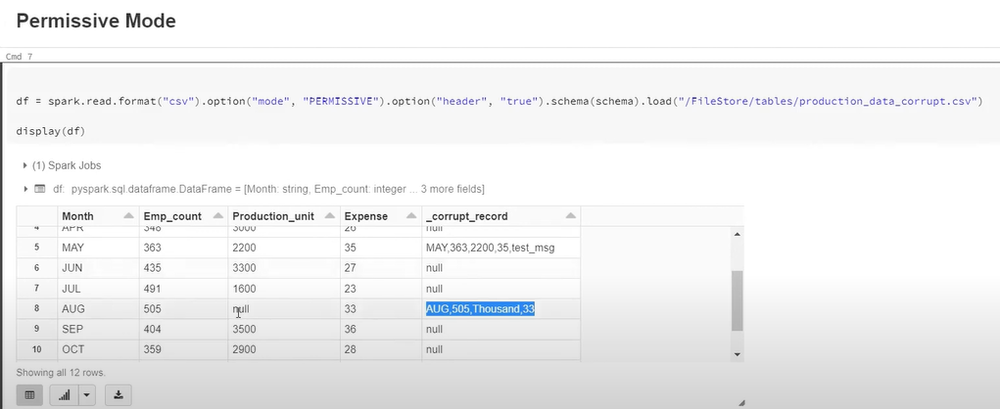 Permissive Mode
Cmd 7
df = spark.read.format("csv").option("mode", "PERMISSIVE").option("header", "true").schema(schema).load("/FileStore/tables/production_data_corrupt.csv")
display(df)
(1) Spark Jobs
df: pyspark.sql.dataframe.DataFrame = [Month: string, Emp_count: integer ... 3 more fields]
Month Emp_count Production_unit Expense _corrupt_record
4 APR 348 3000 26 null
5 MAY 363 2200 35 MAY,363,2200,35,test_msg
6 JUN 435 3300 27 null
7 JUL 491 1600 23 null
8 AUG 505 null 33 AUG,505,Thousand,33
9 SEP 404 3500 36 null
10 OCT 359 2900 28 null
Showing all 12 rows.